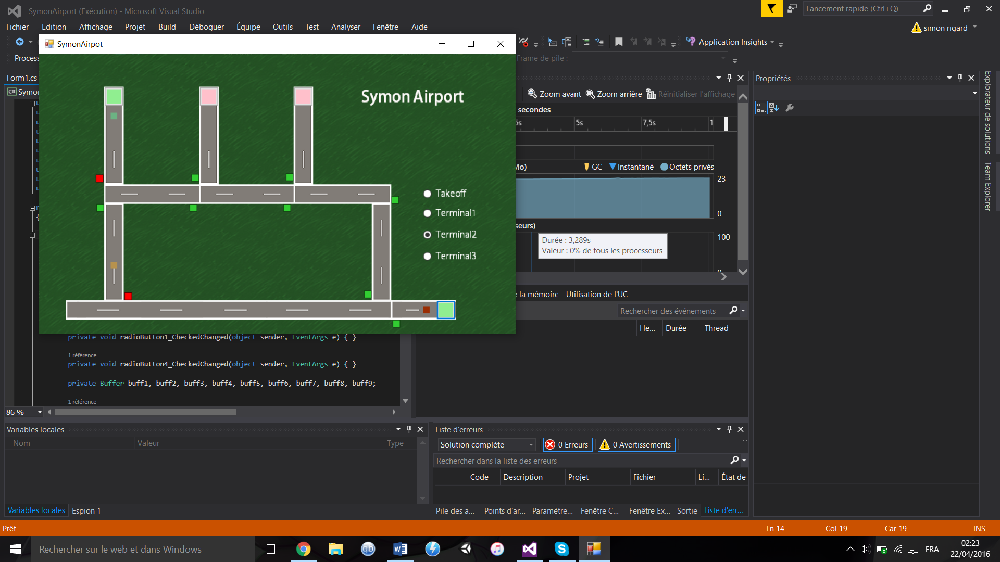 SymonAirport (Exécution) - Microsoft Visual Studio
Lancement rapide (Ctrl+Q)
Fichier Edition Affichage Projet Build Déboguer Équipe Outils Test Analyser Fenêtre Aide
simon rigard
SymonAirpot
Application Insights
Process
Frame de pile :
Form1.cs
Propriétés
Symon
Zoom avant Zoom arrière Réinitialiser l'affichage
secondes
5s 7,5s 1
GC Instantané Octets privés
23
0
100
Durée : 3,289s
Valeur : 0% de tous les processeurs
Symon Airport
Takeoff
Terminal1
Terminal2
Terminal3
la mémoire Utilisation de l'UC
Rechercher des événements
He... Durée Thread
private void radioButton1_CheckedChanged(object sender, EventArgs e) { }
1 référence
private void radioButton4_CheckedChanged(object sender, EventArgs e) { }
private Buffer buff1, buff2, buff3, buff4, buff5, buff6, buff7, buff8, buff9;
1 référence
86 %
Explorateur de solutions
Team Explorer
Variables locales
Nom Valeur Type
Variables locales Espion 1
Liste d'erreurs
Solution complète 0 Erreurs 0 Avertissements
Rechercher dans la liste des erreurs
Code Description Projet Fichier Li... État de
Pile des a... Points d'ar... Paramètre... Fenêtre C... Fenêtre Ex... Sortie Liste d'err...
Prêt Ln 14 Col 19 Car 19 INS
Rechercher sur le web et dans Windows
FRA
02:23
22/04/2016